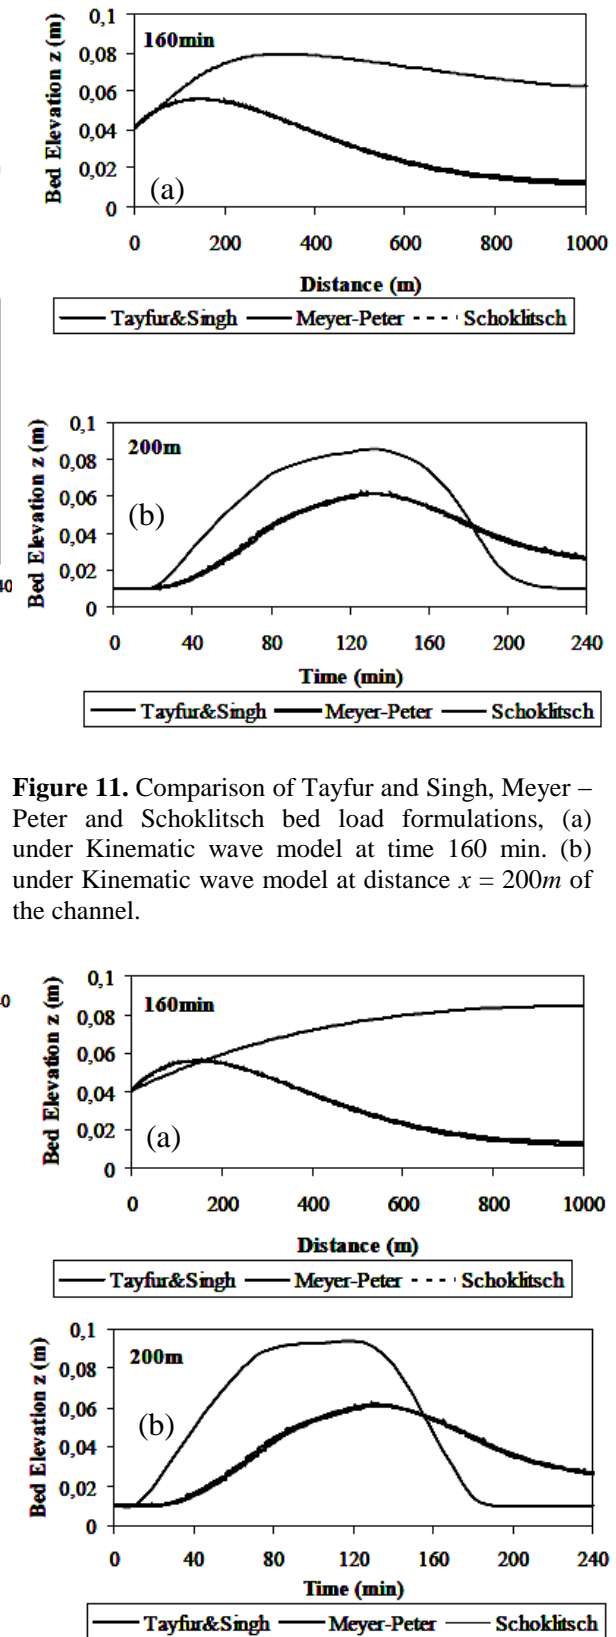 Bed Elevation z (m)
0,1
0,08
0,06
0,04
0,02
0
160min
(a)
0 200 400 600 800 1000
Distance (m)
Tayfur&Singh Meyer-Peter Schoklitsch
Bed Elevation z (m)
0,1
0,08
0,06
0,04
0,02
0
200m
(b)
0 40 80 120 160 200 240
Time (min)
Tayfur&Singh Meyer-Peter Schoklitsch
Figure 11. Comparison of Tayfur and Singh, Meyer –
Peter and Schoklitsch bed load formulations, (a)
under Kinematic wave model at time 160 min. (b)
under Kinematic wave model at distance x = 200m of
the channel.
Bed Elevation z (m)
0,1
0,08
0,06
0,04
0,02
0
160min
(a)
0 200 400 600 800 1000
Distance (m)
Tayfur&Singh Meyer-Peter Schoklitsch
Bed Elevation z (m)
0,1
0,08
0,06
0,04
0,02
0
200m
(b)
0 40 80 120 160 200 240
Time (min)
Tayfur&Singh Meyer-Peter Schoklitsch